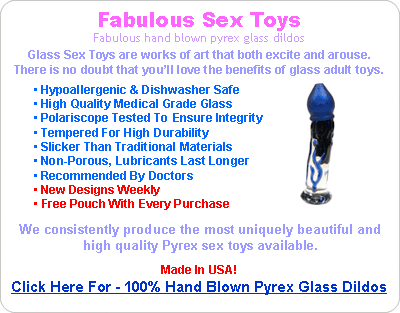 Fabulous Sex Toys
Fabulous hand blown pyrex glass dildos
Glass Sex Toys are works of art that both excite and arouse.
There is no doubt that you'll love the benefits of glass adult toys.
• Hypoallergenic & Dishwasher Safe
• High Quality Medical Grade Glass
• Polariscope Tested To Ensure Integrity
• Tempered For High Durability
• Slicker Than Traditional Materials
• Non-Porous, Lubricants Last Longer
• Recommended By Doctors
• New Designs Weekly
• Free Pouch With Every Purchase
We consistently produce the most uniquely beautiful and
high quality Pyrex sex toys available.
Made In USA!
Click Here For - 100% Hand Blown Pyrex Glass Dildos